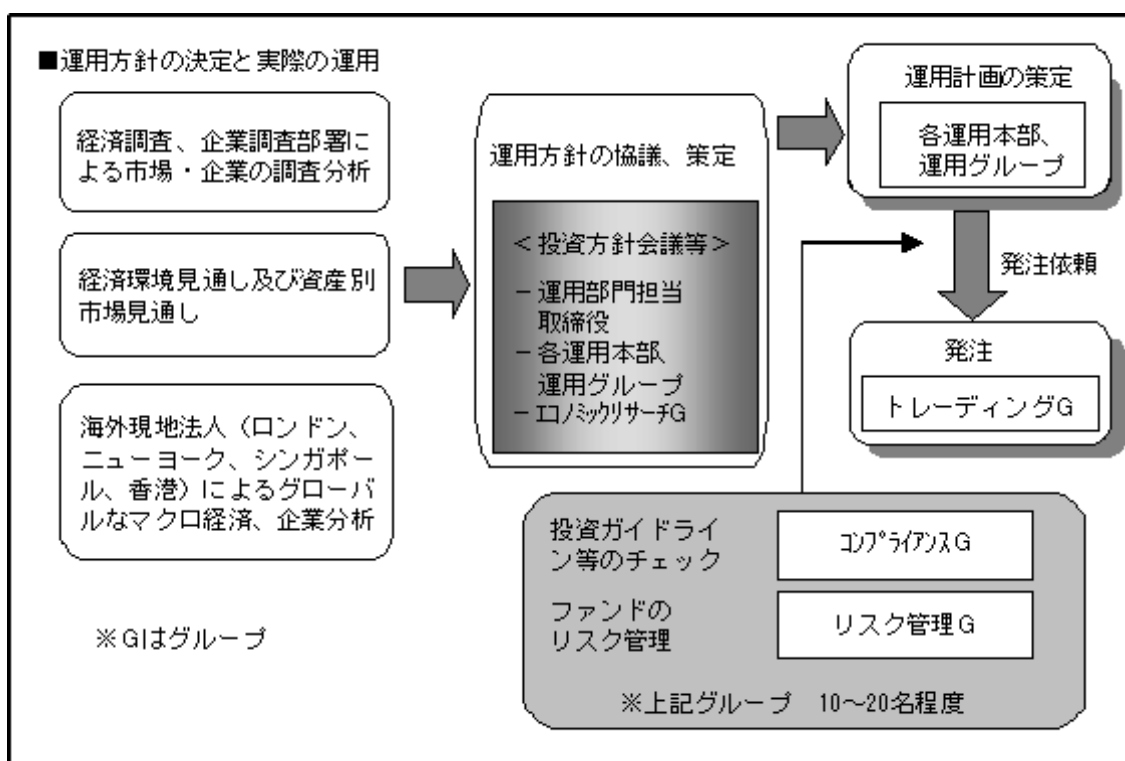 ■運用方針の決定と実際の運用
経済調査、企業調査部署に
よる市場・企業の調査分析
経済環境見通し及び資産別
市場見通し
海外現地法人（ロンドン、
ニューヨーク、シンガポー
ル、香港）によるグローバ
ルなマクロ経済、企業分析
※Gはグループ
運用方針の協議、策定
＜投資方針会議等＞
－運用部門担当
取締役
－各運用本部、
運用グループ
－ｴｺﾉﾐｯｸﾘｻｰﾁG
運用計画の策定
各運用本部、
運用グループ
発注依頼
発注
トレーディングG
投資ガイドライ
ン等のチェック
ｺﾝﾌﾟﾗｲｱﾝｽG
ファンドの
リスク管理
リスク管理G
※上記グループ　10～20名程度